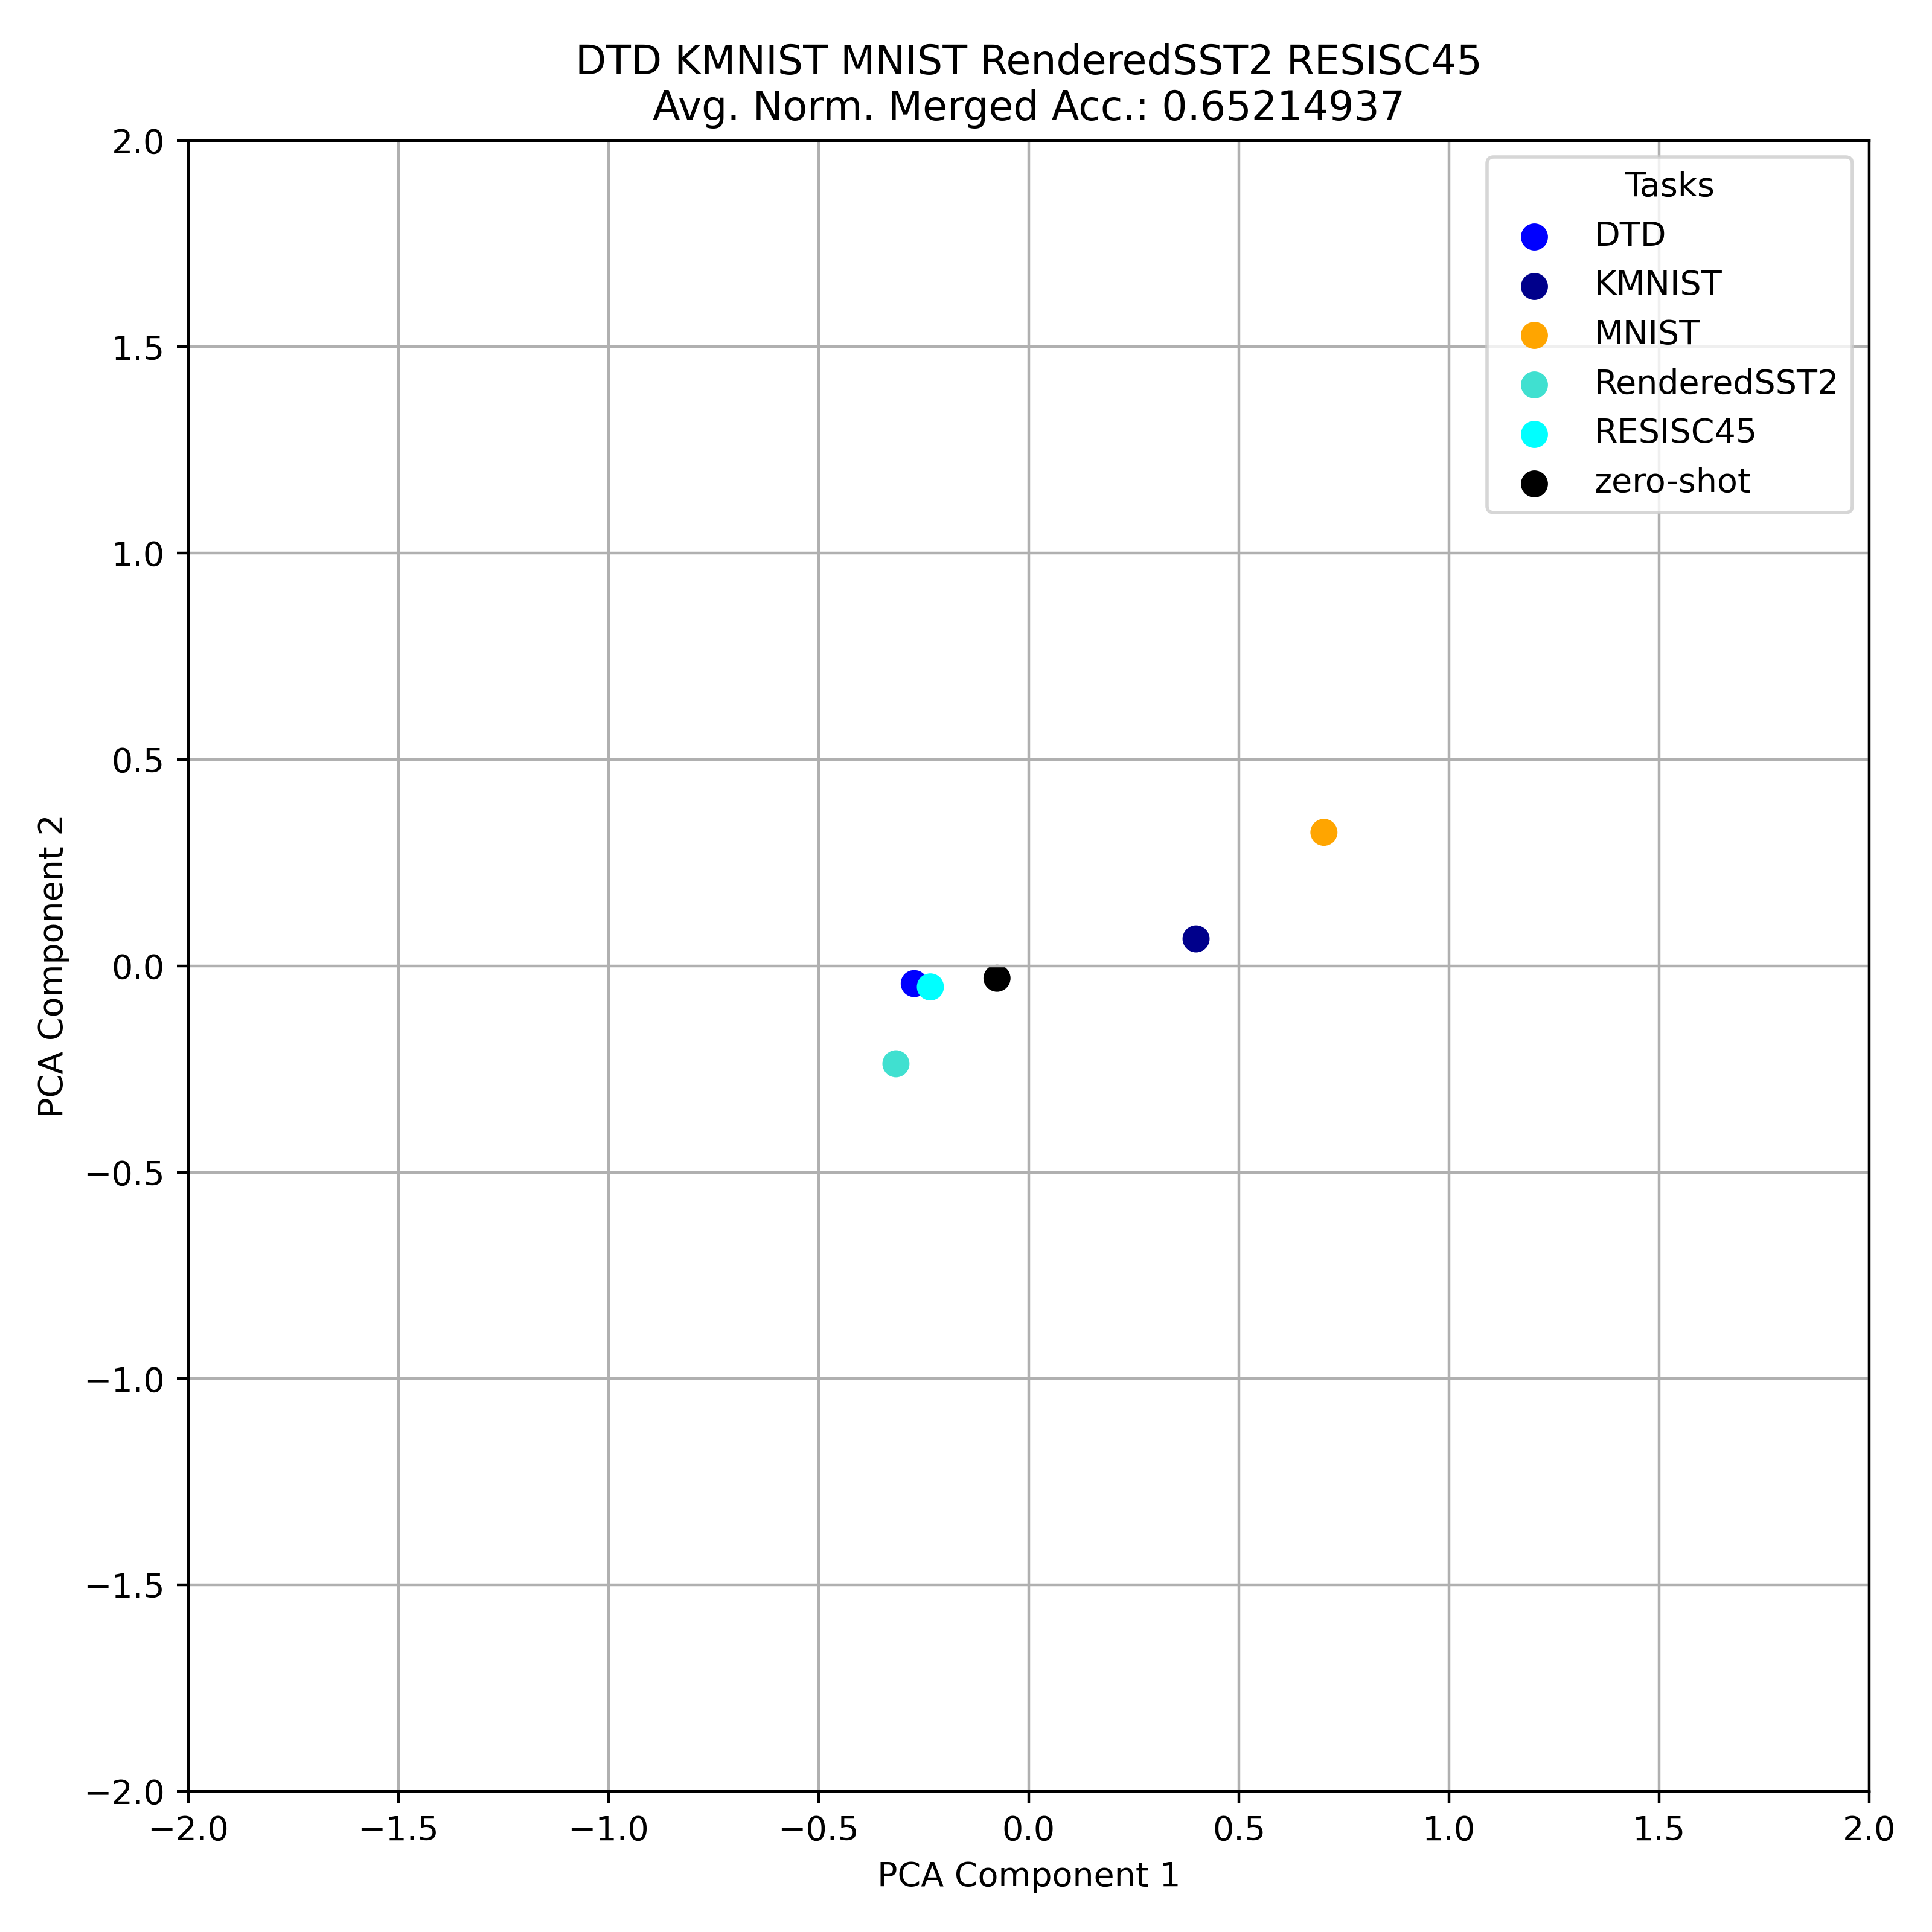 DTD KMNIST MNIST RenderedSST2 RESISC45
Avg. Norm. Merged Acc.: 0.65214937
Tasks
DTD
KMNIST
MNIST
RenderedSST2
RESISC45
zero-shot
2.0
1.5
1.0
0.5
0.0
−0.5
−1.0
−1.5
−2.0
PCA Component 2
−2.0 −1.5 −1.0 −0.5 0.0 0.5 1.0 1.5 2.0
PCA Component 1